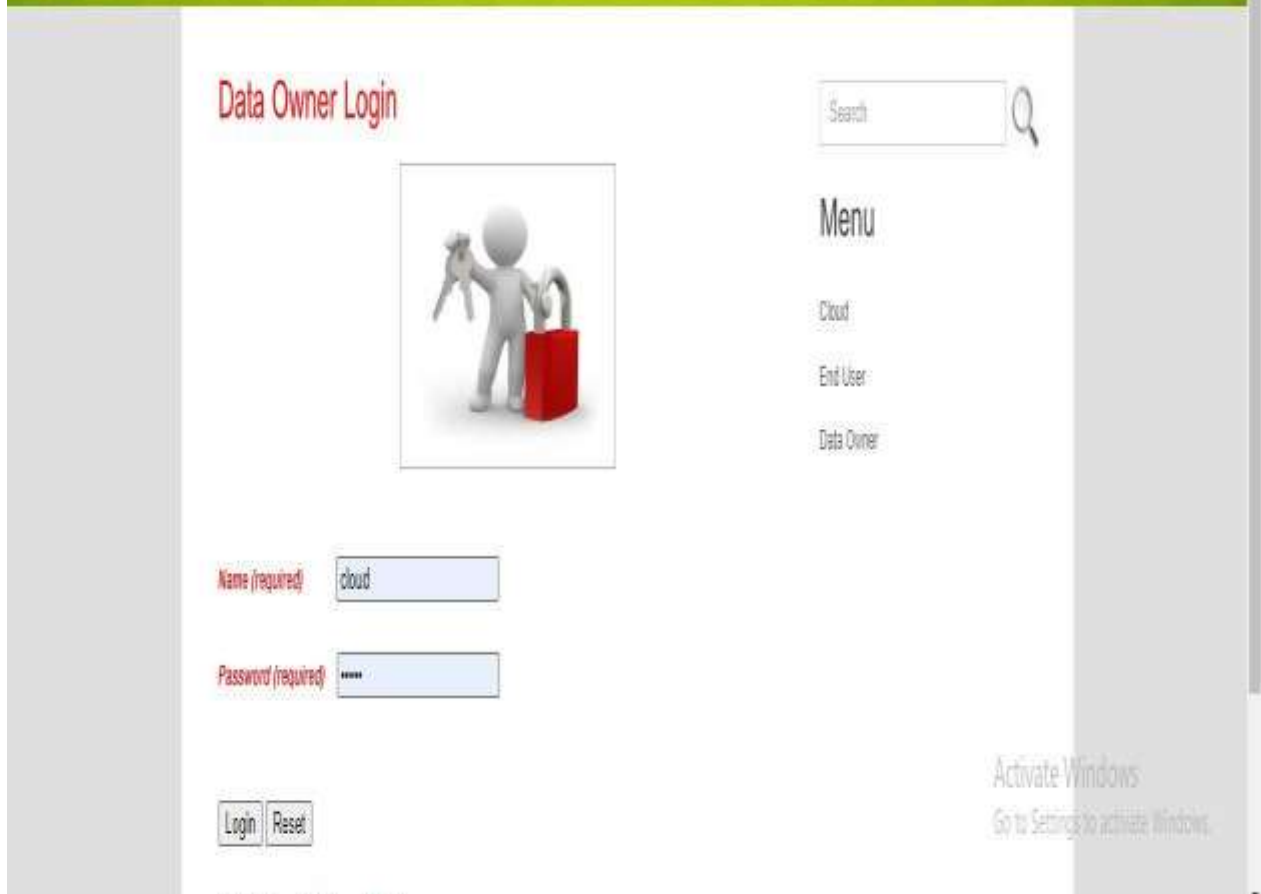 Data Owner Login
Search
Menu
Cloud
End User
Data Owner
Name (required)
cloud
Password (required)
•••••
Login
Reset
Activate Windows
Go to Settings to activate Windows.